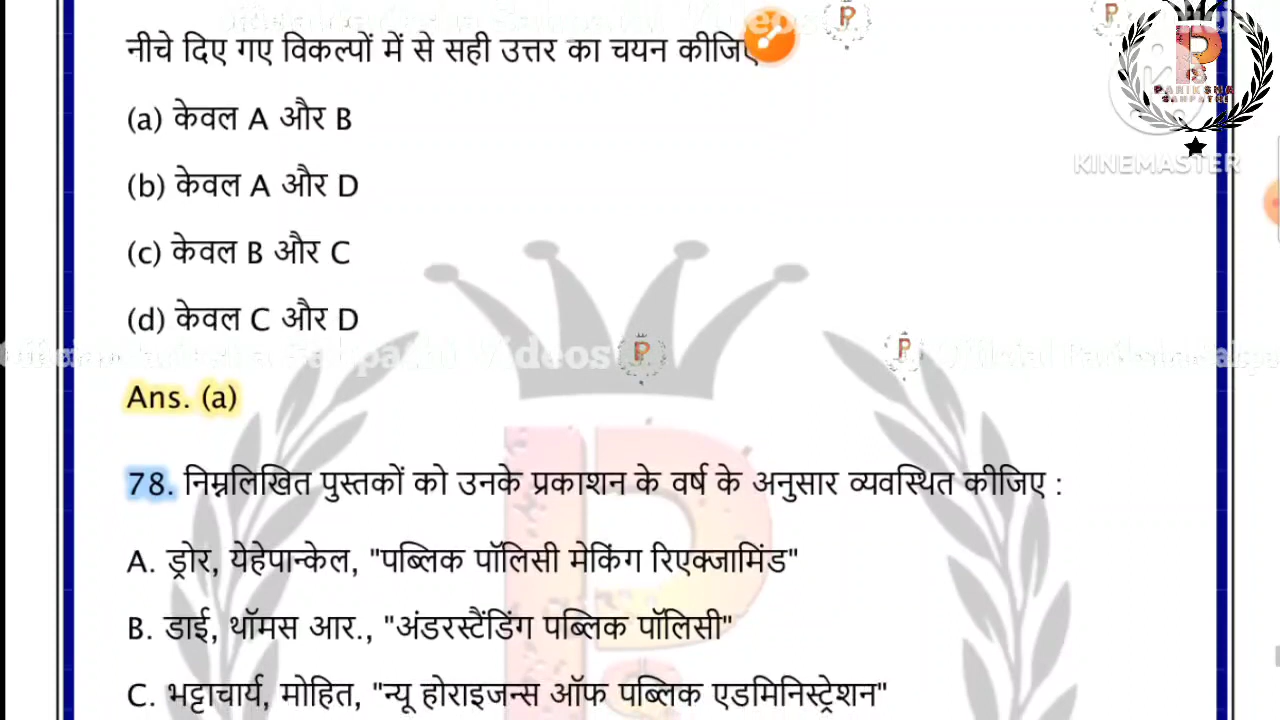 नीचे दिए गए विकल्पों में से सही उत्तर का चयन कीजिए
(a) केवल A और B
KINEMASTER
(b) केवल A और D
(c) केवल B और C
(d) केवल C और D
Ans. (a)
78. निम्नलिखित पुस्तकों को उनके प्रकाशन के वर्ष के अनुसार व्यवस्थित कीजिए :
A. ड्रोर, येहेपान्केल, "पब्लिक पॉलिसी मेकिंग रिएक्जामिंड"
B. डाई, थॉमस आर., "अंडरस्टैंडिंग पब्लिक पॉलिसी"
C. भट्टाचार्य, मोहित, "न्यू होराइजन्स ऑफ पब्लिक एडमिनिस्ट्रेशन"